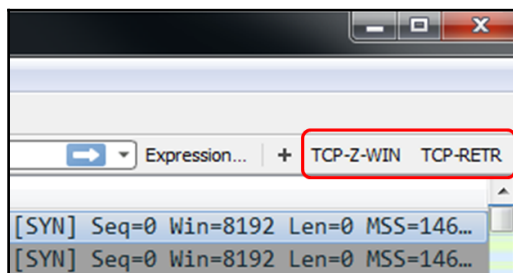 Expression... + TCP-Z-WIN TCP-RETR
[SYN] Seq=0 Win=8192 Len=0 MSS=146...
[SYN] Seq=0 Win=8192 Len=0 MSS=146...